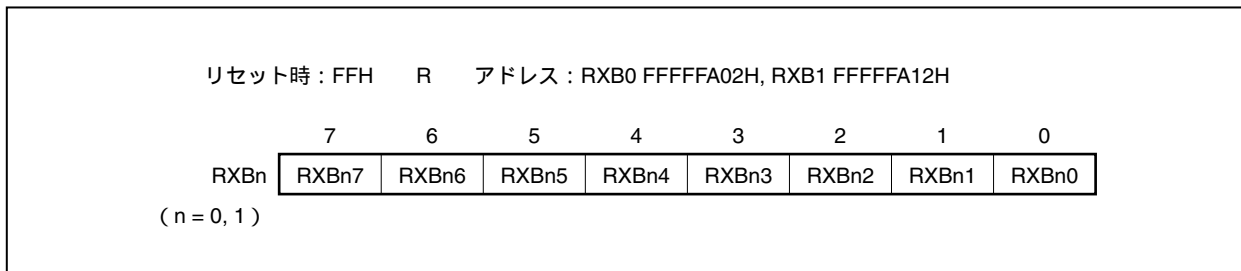 リセット時：FFH　　R　　アドレス：RXB0 FFFFFA02H, RXB1 FFFFFA12H
7 6 5 4 3 2 1 0
RXBn RXBn7 RXBn6 RXBn5 RXBn4 RXBn3 RXBn2 RXBn1 RXBn0
（n = 0, 1）